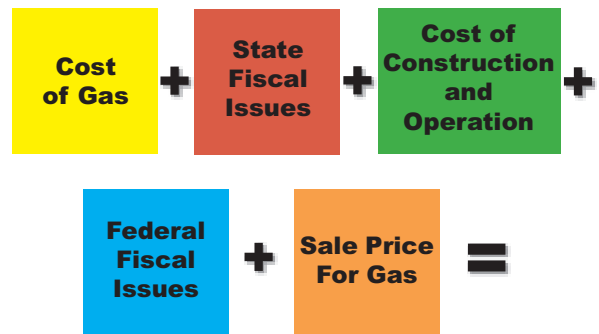 Cost
of Gas
+
State
Fiscal
Issues
+
Cost of
Construction
and
Operation
+
Federal
Fiscal
Issues
+
Sale Price
For Gas
=